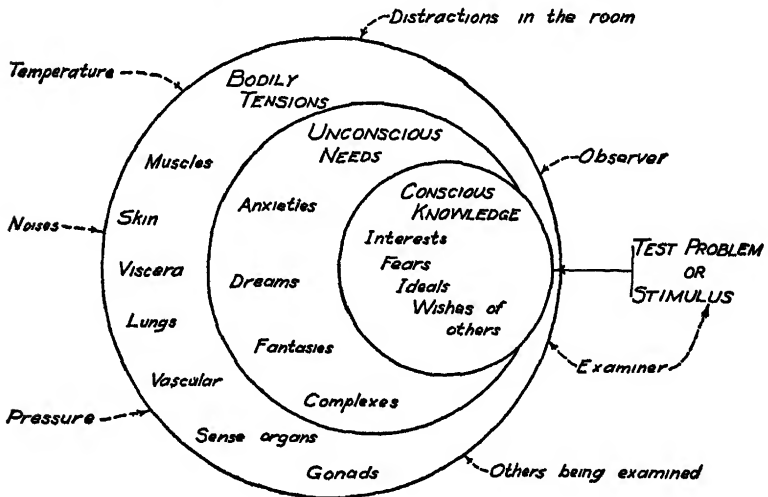 Distractions in the room
Temperature
BODILY
TENSIONS
UNCONSCIOUS
NEEDS
Observer
Muscles
CONSCIOUS
KNOWLEDGE
Anxieties
Noises
Skin
Interests
TEST PROBLEM
OR
STIMULUS
Fears
Viscera
Dreams
Ideals
Wishes of
others
Lungs
Fantasies
Examiner
Vascular
Complexes
Pressure
Sense organs
Gonads
Others being examined